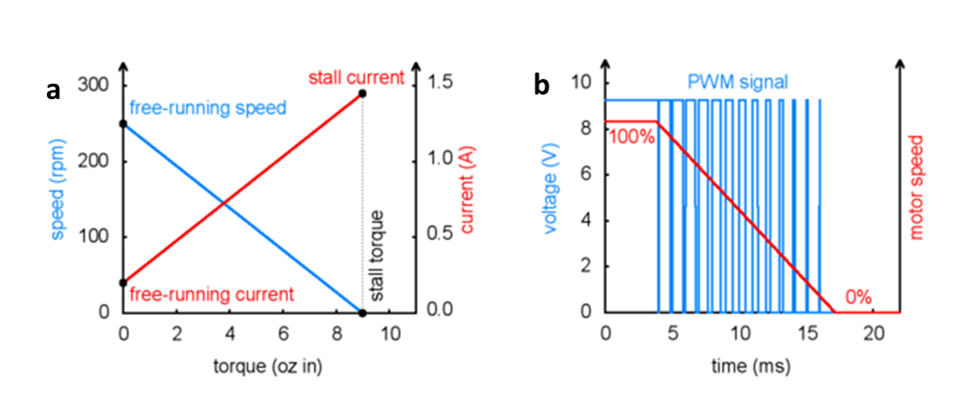 a
300
200
100
0
speed (rpm)
free-running speed
stall current
free-running current
stall torque
1.5
1.0
0.5
0.0
current (A)
0 2 4 6 8 10
torque (oz in)
b
10
8
6
4
2
0
voltage (V)
PWM signal
100%
0%
motor speed
0 5 10 15 20
time (ms)